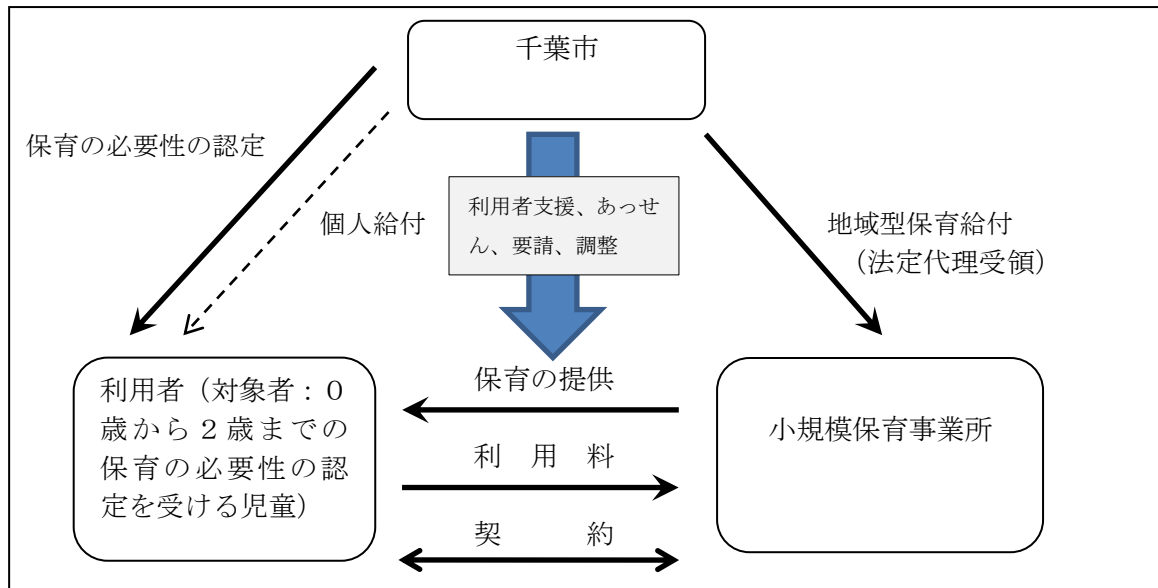 千葉市
保育の必要性の認定
個人給付
利用者支援、あっせ
ん、要請、調整
地域型保育給付
（法定代理受領）
保育の提供
利用者（対象者：０
歳から２歳までの
保育の必要性の認
定を受ける児童）
小規模保育事業所
利　用　料
契　　　約